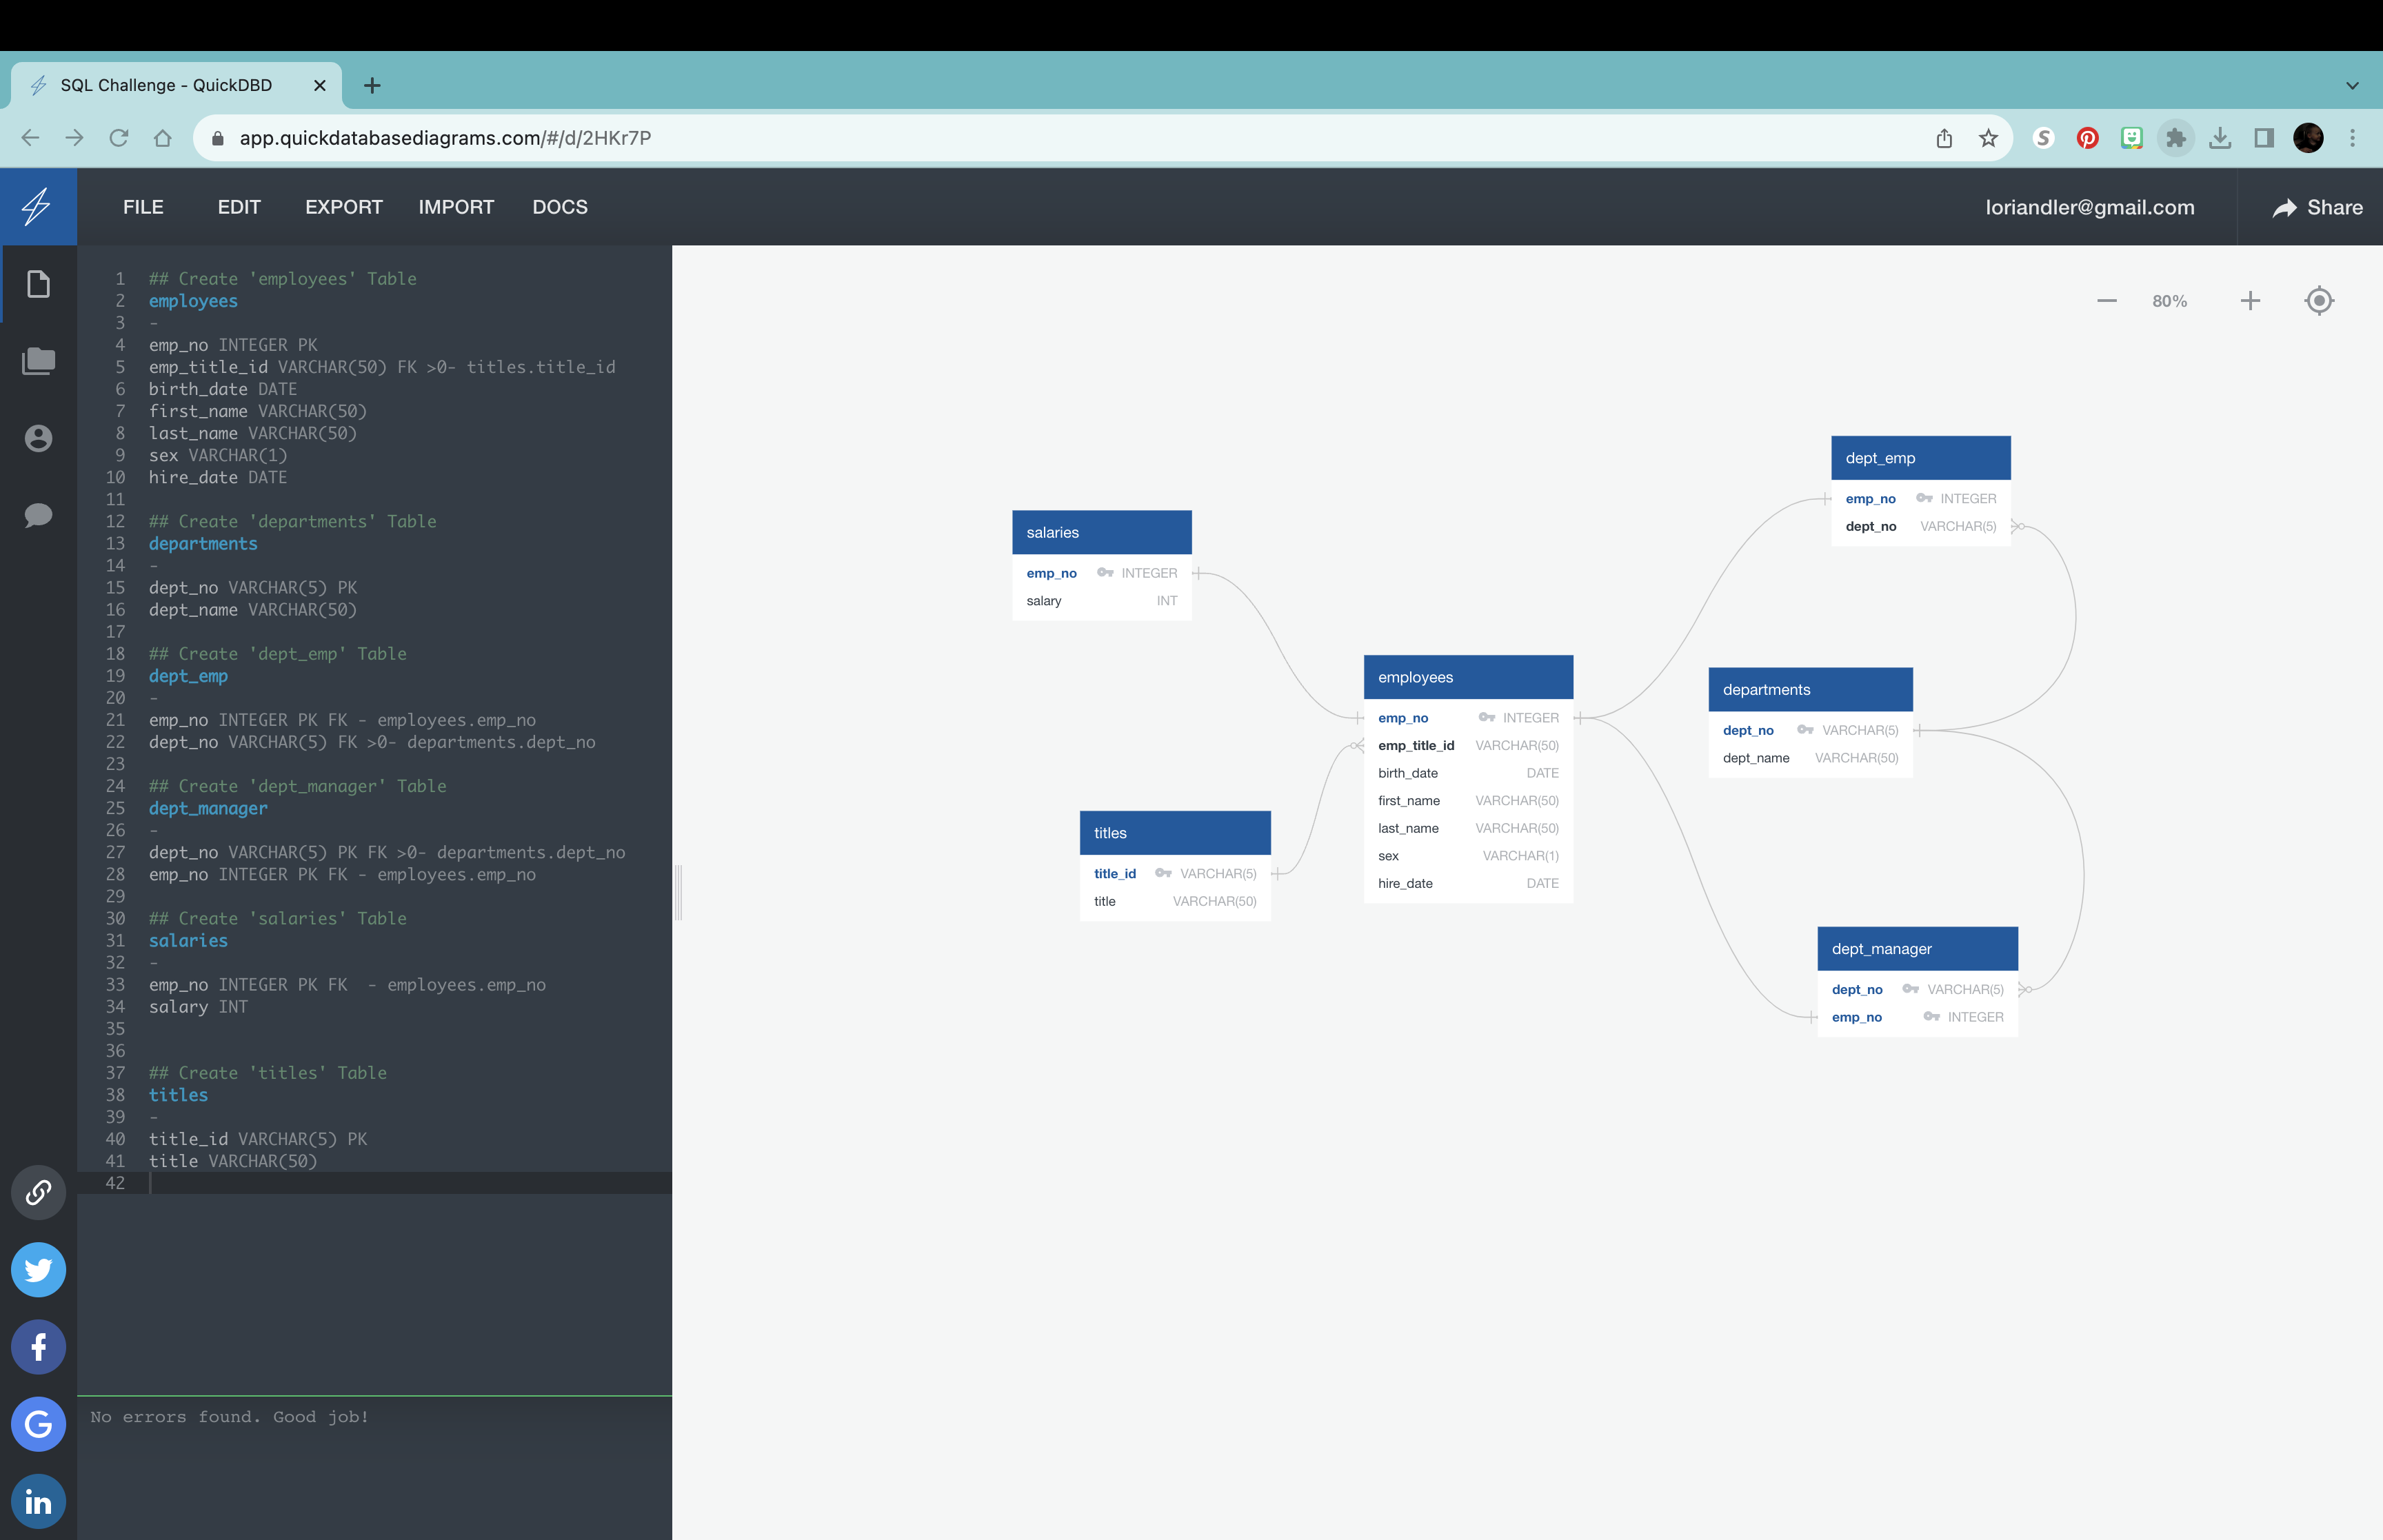 SQL Challenge - QuickDBD
app.quickdatabasediagrams.com/#/d/2HKr7P
FILE EDIT EXPORT IMPORT DOCS
loriandler@gmail.com
Share
1 ## Create 'employees' Table
2 employees
3 -
4 emp_no INTEGER PK
5 emp_title_id VARCHAR(50) FK >0- titles.title_id
6 birth_date DATE
7 first_name VARCHAR(50)
8 last_name VARCHAR(50)
9 sex VARCHAR(1)
10 hire_date DATE
11
12 ## Create 'departments' Table
13 departments
14 -
15 dept_no VARCHAR(5) PK
16 dept_name VARCHAR(50)
17
18 ## Create 'dept_emp' Table
19 dept_emp
20 -
21 emp_no INTEGER PK FK - employees.emp_no
22 dept_no VARCHAR(5) FK >0- departments.dept_no
23
24 ## Create 'dept_manager' Table
25 dept_manager
26 -
27 dept_no VARCHAR(5) PK FK >0- departments.dept_no
28 emp_no INTEGER PK FK - employees.emp_no
29
30 ## Create 'salaries' Table
31 salaries
32 -
33 emp_no INTEGER PK FK  - employees.emp_no
34 salary INT
35
36
37 ## Create 'titles' Table
38 titles
39 -
40 title_id VARCHAR(5) PK
41 title VARCHAR(50)
42
No errors found. Good job!
80%
salaries
emp_no INTEGER
salary INT
titles
title_id VARCHAR(5)
title VARCHAR(50)
employees
emp_no INTEGER
emp_title_id VARCHAR(50)
birth_date DATE
first_name VARCHAR(50)
last_name VARCHAR(50)
sex VARCHAR(1)
hire_date DATE
dept_emp
emp_no INTEGER
dept_no VARCHAR(5)
departments
dept_no VARCHAR(5)
dept_name VARCHAR(50)
dept_manager
dept_no VARCHAR(5)
emp_no INTEGER